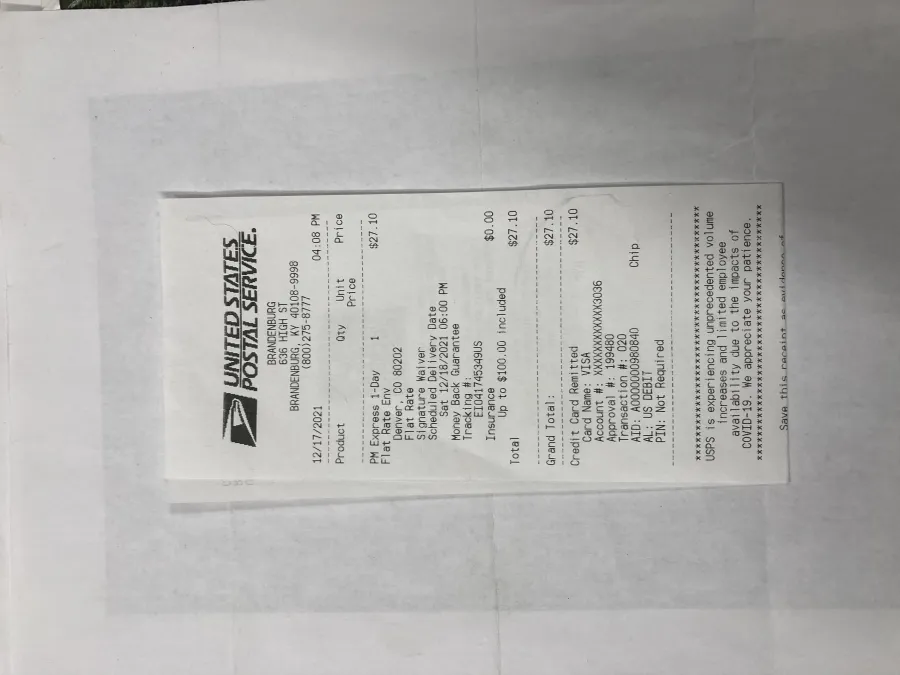 UNITED STATES
POSTAL SERVICE.
BRANDENBURG
636 HIGH ST
BRANDENBURG, KY 40108-9998
(800)275-8777
12/17/2021 04:08 PM
Product Qty Unit Price
Price
PM Express 1-Day 1 $27.10
Flat Rate Env
Denver, CO 80202
Flat Rate
Signature Waiver
Scheduled Delivery Date
Sat 12/18/2021 06:00 PM
Money Back Guarantee
Tracking #:
EI041745349US
Insurance $0.00
Up to $100.00 included
Total $27.10
Grand Total: $27.10
Credit Card Remitted $27.10
Card Name: VISA
Account #: XXXXXXXXXXXX3036
Approval #: 199480
Transaction #: 020
AID: A0000000980840 Chip
AL: US DEBIT
PIN: Not Required
USPS is experiencing unprecedented volume
increases and limited employee
availability due to the impacts of
COVID-19. We appreciate your patience.
Save this receipt as evidence of